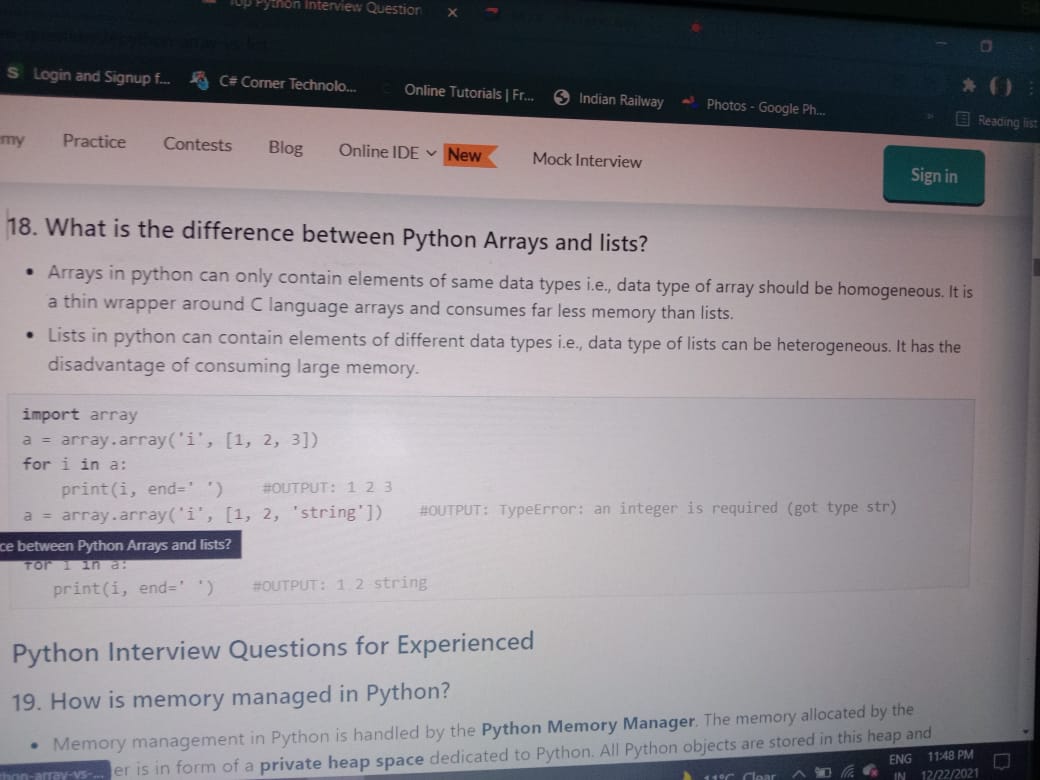 Top Python Interview Question
S Login and Signup f... C# Corner Technolo... Online Tutorials | Fr... Indian Railway Photos - Google Ph...
Reading list
my Practice Contests Blog Online IDE New Mock Interview Sign in
18. What is the difference between Python Arrays and lists?
• Arrays in python can only contain elements of same data types i.e., data type of array should be homogeneous. It is
a thin wrapper around C language arrays and consumes far less memory than lists.
• Lists in python can contain elements of different data types i.e., data type of lists can be heterogeneous. It has the
disadvantage of consuming large memory.
import array
a = array.array('i', [1, 2, 3])
for i in a:
print(i, end=' ') #OUTPUT: 1 2 3
a = array.array('i', [1, 2, 'string']) #OUTPUT: TypeError: an integer is required (got type str)
ce between Python Arrays and lists?
for i in a:
print(i, end=' ') #OUTPUT: 1 2 string
Python Interview Questions for Experienced
19. How is memory managed in Python?
• Memory management in Python is handled by the Python Memory Manager. The memory allocated by the
er is in form of a private heap space dedicated to Python. All Python objects are stored in this heap and
hon-array-vs-... 11°C Clear ENG 11:48 PM
IN 12/22/2021